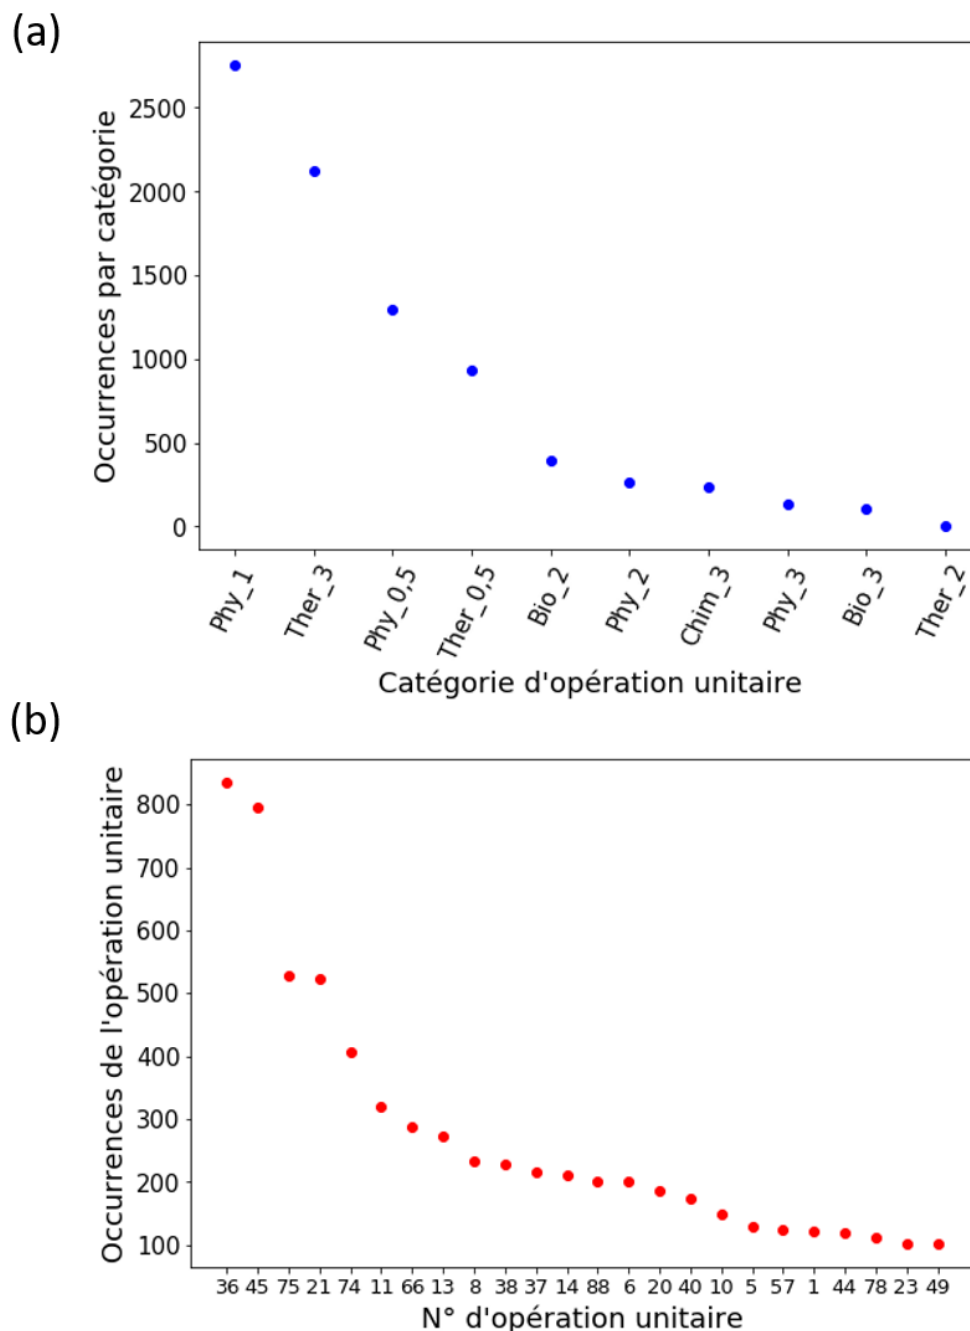 (a)
2500
2000
1500
1000
500
0
Occurrences par catégorie
Phy_1 Ther_3 Phy_0,5 Ther_0,5 Bio_2 Phy_2 Chim_3 Phy_3 Bio_3 Ther_2
Catégorie d'opération unitaire
(b)
800
700
600
500
400
300
200
100
Occurrences de l'opération unitaire
36 45 75 21 74 11 66 13 8 38 37 14 88 6 20 40 10 5 57 1 44 78 23 49
N° d'opération unitaire